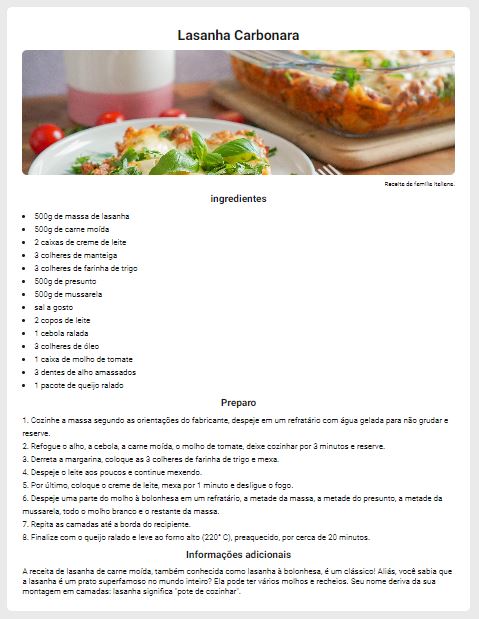 Lasanha Carbonara
Receita de família Italiana.
ingredientes
500g de massa de lasanha
500g de carne moída
2 caixas de creme de leite
3 colheres de manteiga
3 colheres de farinha de trigo
500g de presunto
500g de mussarela
sal a gosto
2 copos de leite
1 cebola ralada
3 colheres de óleo
1 caixa de molho de tomate
3 dentes de alho amassados
1 pacote de queijo ralado
Preparo
1. Cozinhe a massa segundo as orientações do fabricante, despeje em um refratário com água gelada para não grudar e
reserve.
2. Refogue o alho, a cebola, a carne moída, o molho de tomate, deixe cozinhar por 3 minutos e reserve.
3. Derreta a margarina, coloque as 3 colheres de farinha de trigo e mexa.
4. Despeje o leite aos poucos e continue mexendo.
5. Por último, coloque o creme de leite, mexa por 1 minuto e desligue o fogo.
6. Despeje uma parte do molho à bolonhesa em um refratário, a metade da massa, a metade do presunto, a metade da
mussarela, todo o molho branco e o restante da massa.
7. Repita as camadas até a borda do recipiente.
8. Finalize com o queijo ralado e leve ao forno alto (220° C), preaquecido, por cerca de 20 minutos.
Informações adicionais
A receita de lasanha de carne moída, também conhecida como lasanha à bolonhesa, é um clássico! Aliás, você sabia que
a lasanha é um prato superfamoso no mundo inteiro? Ela pode ter vários molhos e recheios. Seu nome deriva da sua
montagem em camadas: lasanha significa "pote de cozinhar".